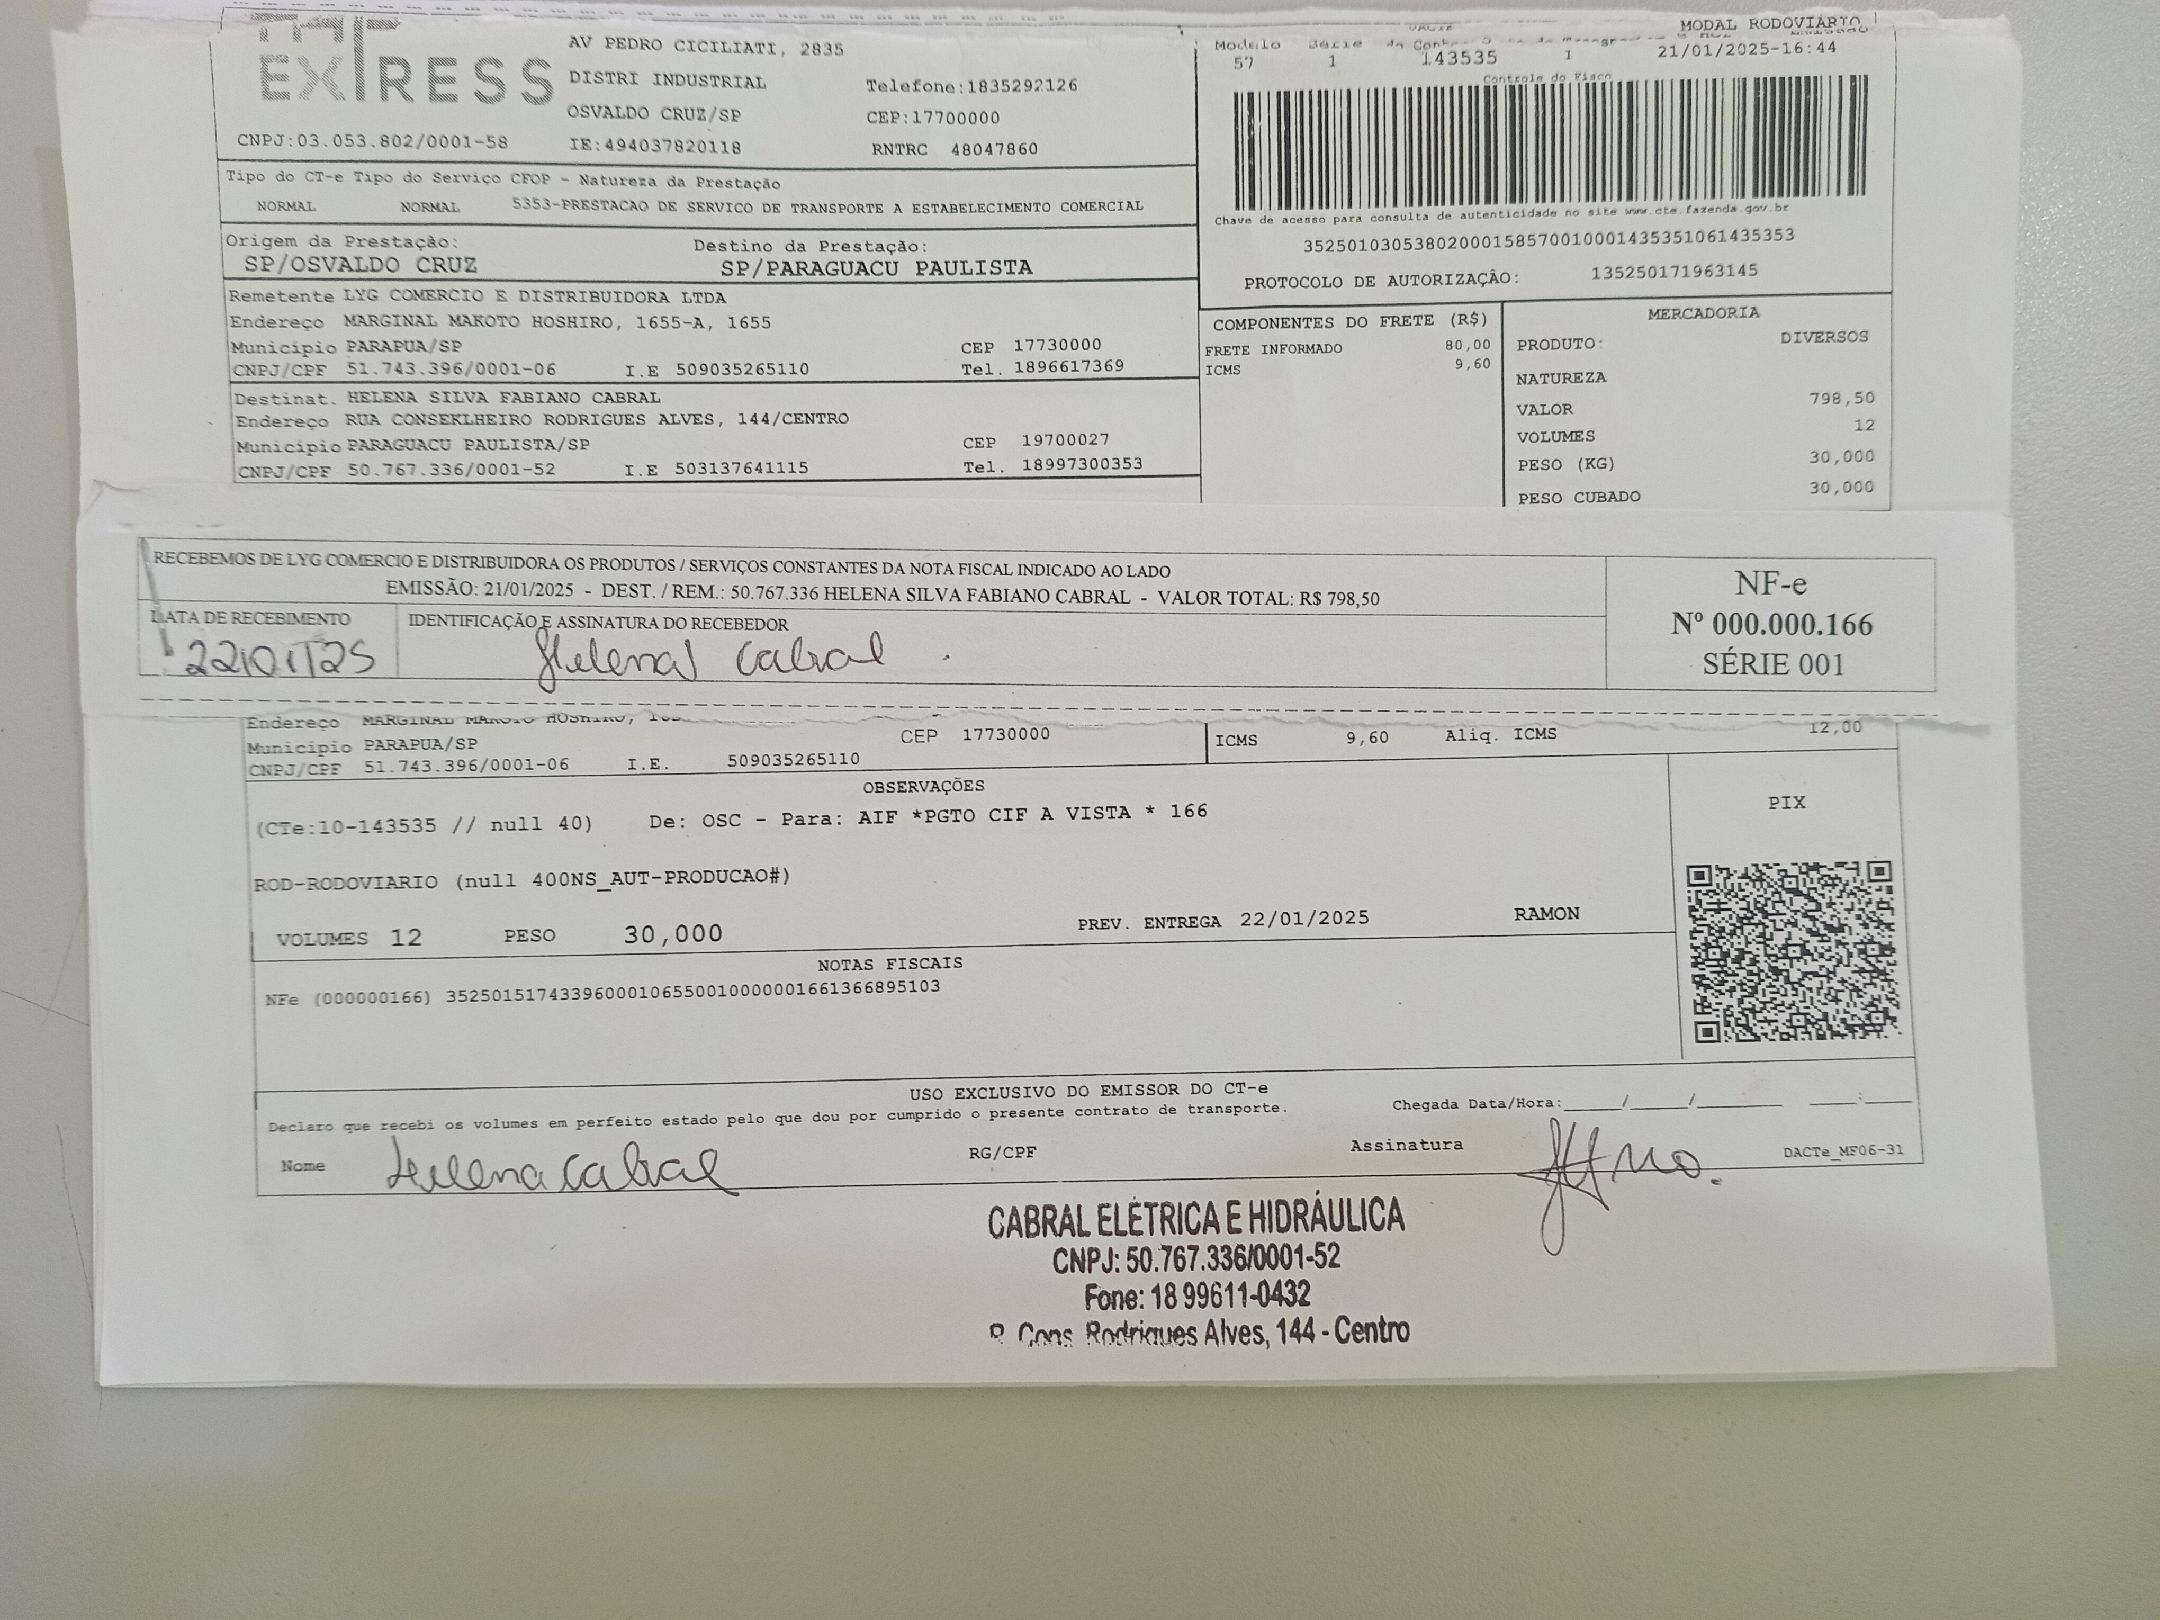 EXPRESS
AV PEDRO CICILIATI, 2835
DISTRI INDUSTRIAL
Telefone:1835292126
OSVALDO CRUZ/SP
CEP:17700000
CNPJ:03.053.802/0001-58
IE:494037820118
RNTRC 48047860
MODAL RODOVIÁRIO
Modelo Série
57 1 143535 1 21/01/2025-16:44
Controle do Fisco
Chave de acesso para consulta de autenticidade no site www.cte.fazenda.gov.br
35250103053802000158570010001435351061435353
PROTOCOLO DE AUTORIZAÇÃO: 135250171963145
Tipo do CT-e Tipo do Serviço CFOP - Natureza da Prestação
NORMAL NORMAL 5353-PRESTACAO DE SERVICO DE TRANSPORTE A ESTABELECIMENTO COMERCIAL
Origem da Prestação: Destino da Prestação:
SP/OSVALDO CRUZ SP/PARAGUACU PAULISTA
Remetente LYG COMERCIO E DISTRIBUIDORA LTDA
Endereço MARGINAL MAKOTO HOSHIRO, 1655-A, 1655
Municipio PARAPUA/SP CEP 17730000
CNPJ/CPF 51.743.396/0001-06 I.E 509035265110 Tel. 1896617369
Destinat. HELENA SILVA FABIANO CABRAL
Endereço RUA CONSEKLHEIRO RODRIGUES ALVES, 144/CENTRO
Municipio PARAGUACU PAULISTA/SP CEP 19700027
CNPJ/CPF 50.767.336/0001-52 I.E 503137641115 Tel. 18997300353
COMPONENTES DO FRETE (R$)
FRETE INFORMADO 80,00
ICMS 9,60
MERCADORIA
PRODUTO: DIVERSOS
NATUREZA
VALOR 798,50
VOLUMES 12
PESO (KG) 30,000
PESO CUBADO 30,000
RECEBEMOS DE LYG COMERCIO E DISTRIBUIDORA OS PRODUTOS / SERVIÇOS CONSTANTES DA NOTA FISCAL INDICADO AO LADO
EMISSÃO: 21/01/2025 - DEST. / REM.: 50.767.336 HELENA SILVA FABIANO CABRAL - VALOR TOTAL: R$ 798,50
DATA DE RECEBIMENTO IDENTIFICAÇÃO E ASSINATURA DO RECEBEDOR
22/01/25 Helena Cabral
NF-e
Nº 000.000.166
SÉRIE 001
Endereço MARGINAL MAKOTO HOSHIRO,
Municipio PARAPUA/SP CEP 17730000
CNPJ/CPF 51.743.396/0001-06 I.E. 509035265110
ICMS 9,60 Aliq. ICMS 12,00
OBSERVAÇÕES
(CTe:10-143535 // null 40) De: OSC - Para: AIF *PGTO CIF A VISTA * 166
PIX
ROD-RODOVIARIO (null 400NS_AUT-PRODUCAO#)
VOLUMES 12 PESO 30,000 PREV. ENTREGA 22/01/2025 RAMON
NOTAS FISCAIS
NFe (000000166) 35250151743396000106550010000001661366895103
USO EXCLUSIVO DO EMISSOR DO CT-e
Declaro que recebi os volumes em perfeito estado pelo que dou por cumprido o presente contrato de transporte. Chegada Data/Hora:_____/_____/________ _____:_____
Nome Helena Cabral RG/CPF Assinatura DACTe_MF06-31
CABRAL ELÉTRICA E HIDRÁULICA
CNPJ: 50.767.336/0001-52
Fone: 18 99611-0432
R. Cons. Rodrigues Alves, 144 - Centro